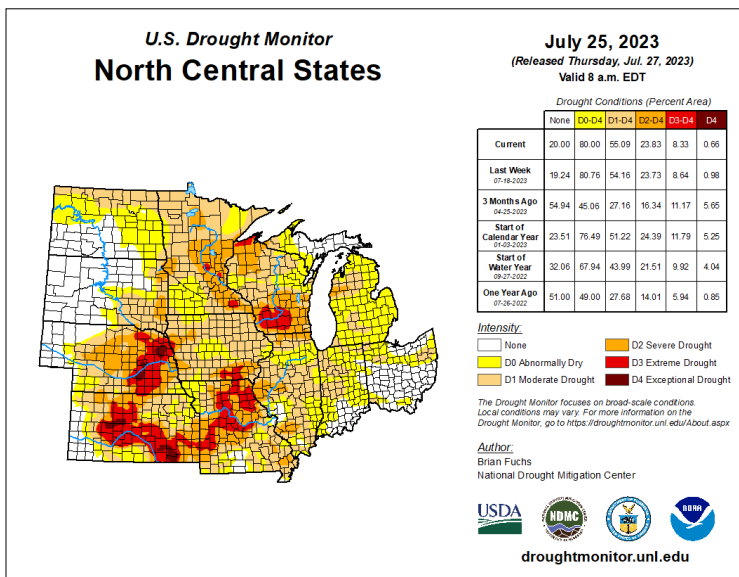 U.S. Drought Monitor
North Central States
July 25, 2023
(Released Thursday, Jul. 27, 2023)
Valid 8 a.m. EDT
Drought Conditions (Percent Area)
None D0-D4 D1-D4 D2-D4 D3-D4 D4
Current 20.00 80.00 55.09 23.83 8.33 0.66
Last Week
07-18-2023 19.24 80.76 54.16 23.73 8.64 0.98
3 Months Ago
04-25-2023 54.94 45.06 27.16 16.34 11.17 5.65
Start of
Calendar Year
01-03-2023 23.51 76.49 51.22 24.39 11.79 5.25
Start of
Water Year
09-27-2022 32.06 67.94 43.99 21.51 9.92 4.04
One Year Ago
07-26-2022 51.00 49.00 27.68 14.01 5.94 0.85
Intensity:
None
D0 Abnormally Dry
D1 Moderate Drought
D2 Severe Drought
D3 Extreme Drought
D4 Exceptional Drought
The Drought Monitor focuses on broad-scale conditions.
Local conditions may vary. For more information on the
Drought Monitor, go to https://droughtmonitor.unl.edu/About.aspx
Author:
Brian Fuchs
National Drought Mitigation Center
USDA
NDMC
NOAA
droughtmonitor.unl.edu